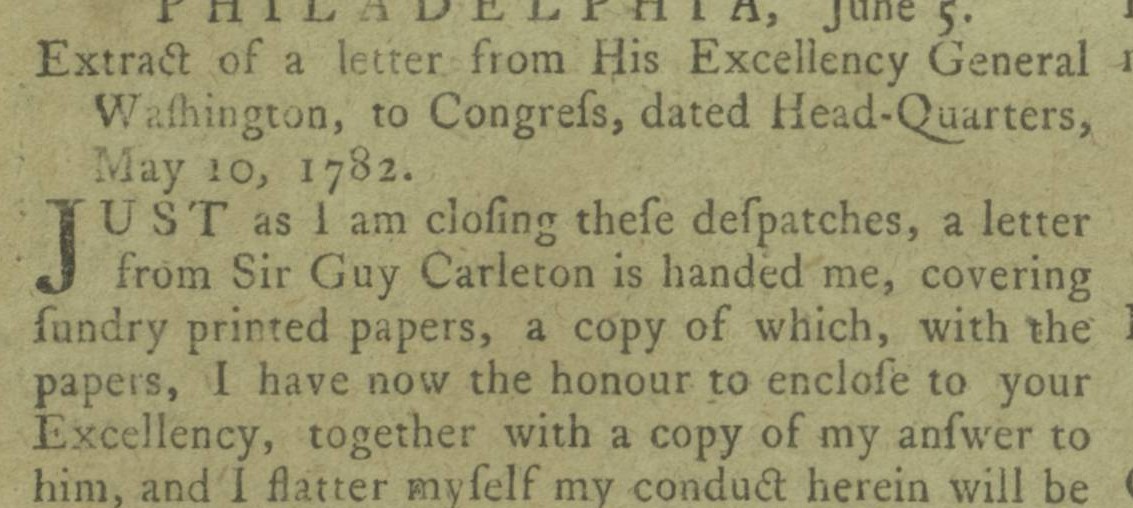 PHILADELPHIA, June 5.
Extract of a letter from His Excellency General
Waſhington, to Congreſs, dated Head-Quarters,
May 10, 1782.
JUST as I am cloſing theſe deſpatches, a letter
from Sir Guy Carleton is handed me, covering
ſundry printed papers, a copy of which, with the
papers, I have now the honour to encloſe to your
Excellency, together with a copy of my anſwer to
him, and I flatter myſelf my conduct herein will be